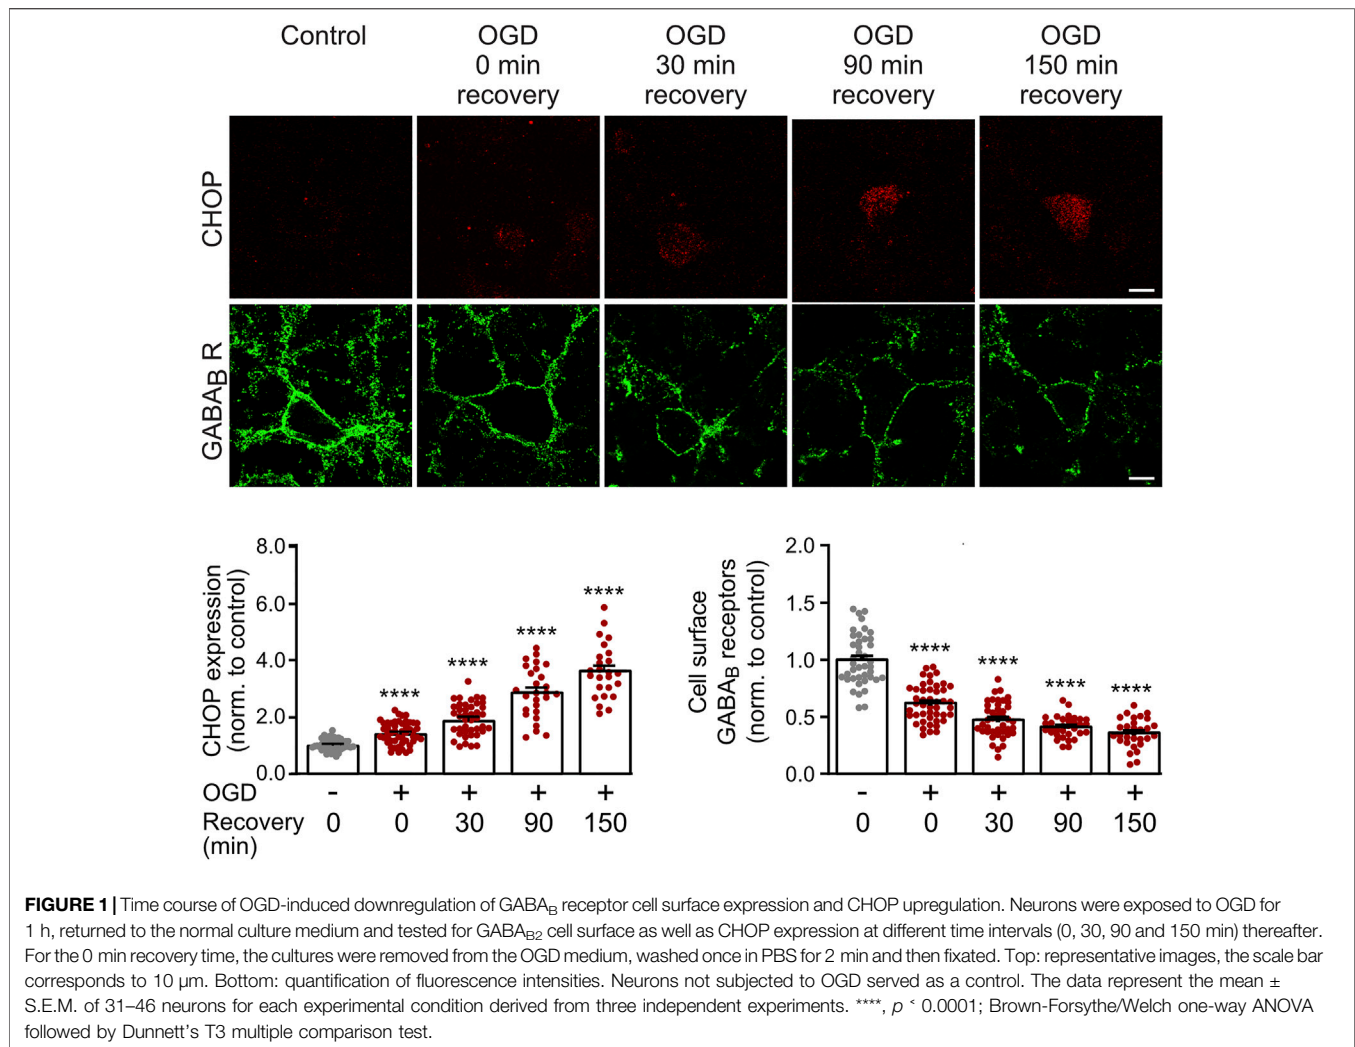 Control
OGD
0 min
recovery
OGD
30 min
recovery
OGD
90 min
recovery
OGD
150 min
recovery
CHOP
GABAB R
CHOP expression
(norm. to control)
8.0
6.0
4.0
2.0
0.0
****
****
****
****
OGD - + + + +
Recovery 0 0 30 90 150
(min)
Cell surface
GABAB receptors
(norm. to control)
2.0
1.5
1.0
0.5
0.0
****
****
****
****
- + + + +
0 0 30 90 150
FIGURE 1 | Time course of OGD-induced downregulation of GABAB receptor cell surface expression and CHOP upregulation. Neurons were exposed to OGD for
1 h, returned to the normal culture medium and tested for GABAB2 cell surface as well as CHOP expression at different time intervals (0, 30, 90 and 150 min) thereafter.
For the 0 min recovery time, the cultures were removed from the OGD medium, washed once in PBS for 2 min and then fixated. Top: representative images, the scale bar
corresponds to 10 µm. Bottom: quantification of fluorescence intensities. Neurons not subjected to OGD served as a control. The data represent the mean ±
S.E.M. of 31–46 neurons for each experimental condition derived from three independent experiments. ****, p < 0.0001; Brown-Forsythe/Welch one-way ANOVA
followed by Dunnett's T3 multiple comparison test.